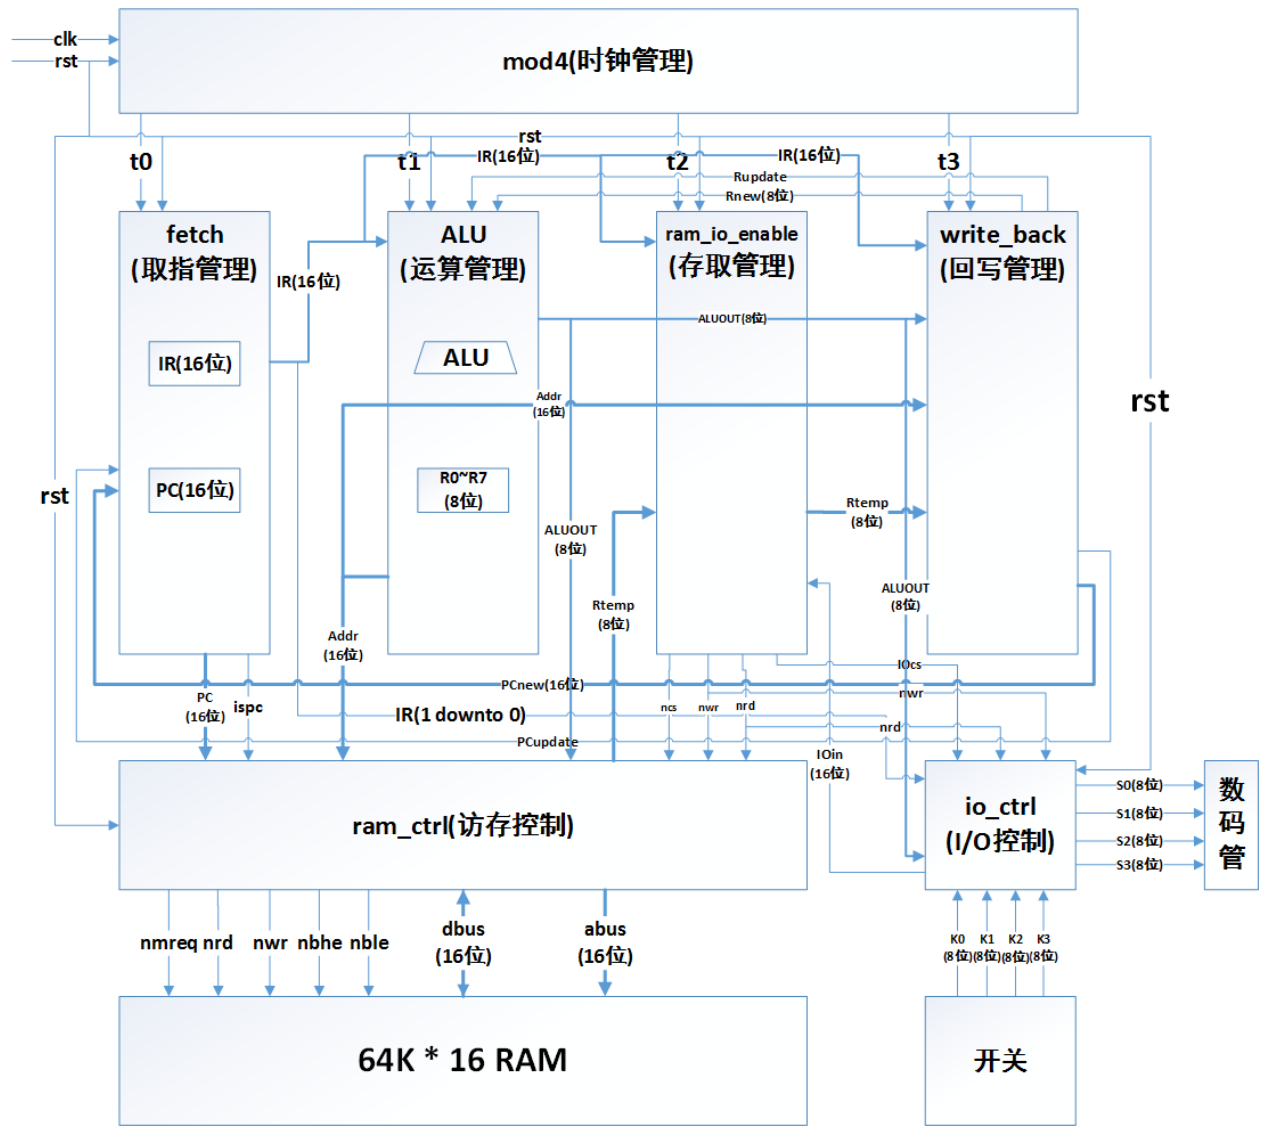 clk
rst
mod4(时钟管理)
rst
t0
t1
IR(16位)
t2
IR(16位)
t3
Rupdate
Rnew(8位)
fetch
(取指管理)
ALU
(运算管理)
ram_io_enable
(存取管理)
write_back
(回写管理)
IR(16位)
ALUOUT(8位)
IR(16位)
ALU
Addr
(16位)
rst
rst
PC(16位)
R0~R7
(8位)
Rtemp
(8位)
ALUOUT
(8位)
ALUOUT
(8位)
Rtemp
(8位)
Addr
(16位)
IOcs
PCnew(16位)
nwr
PC
(16位)
ispc
IR(1 downto 0)
ncs
nwr
nrd
nrd
PCupdate
IOin
(16位)
ram_ctrl(访存控制)
io_ctrl
(I/O控制)
S0(8位)
S1(8位)
S2(8位)
S3(8位)
数
码
管
nmreq
nrd
nwr
nbhe
nble
dbus
(16位)
abus
(16位)
K0
(8位)
K1
(8位)
K2
(8位)
K3
(8位)
64K * 16 RAM
开关